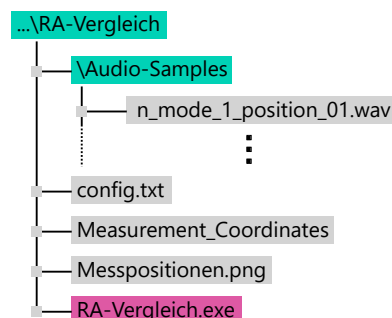 ...\RA-Vergleich
\Audio-Samples
n_mode_1_position_01.wav
config.txt
Measurement_Coordinates
Messpositionen.png
RA-Vergleich.exe